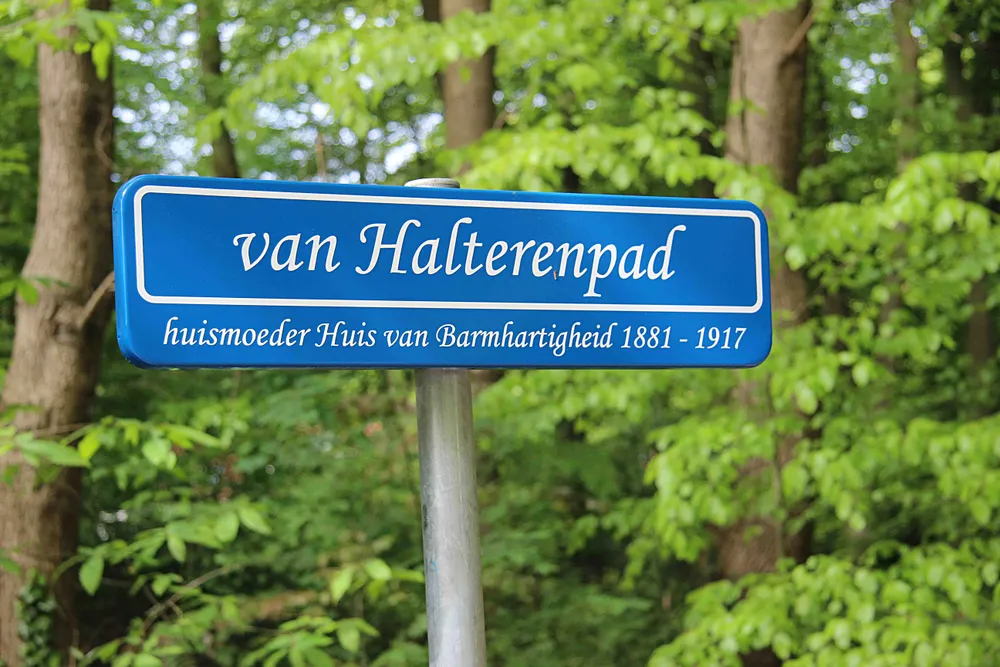 van Halterenpad
huismoeder Huis van Barmhartigheid 1881 - 1917